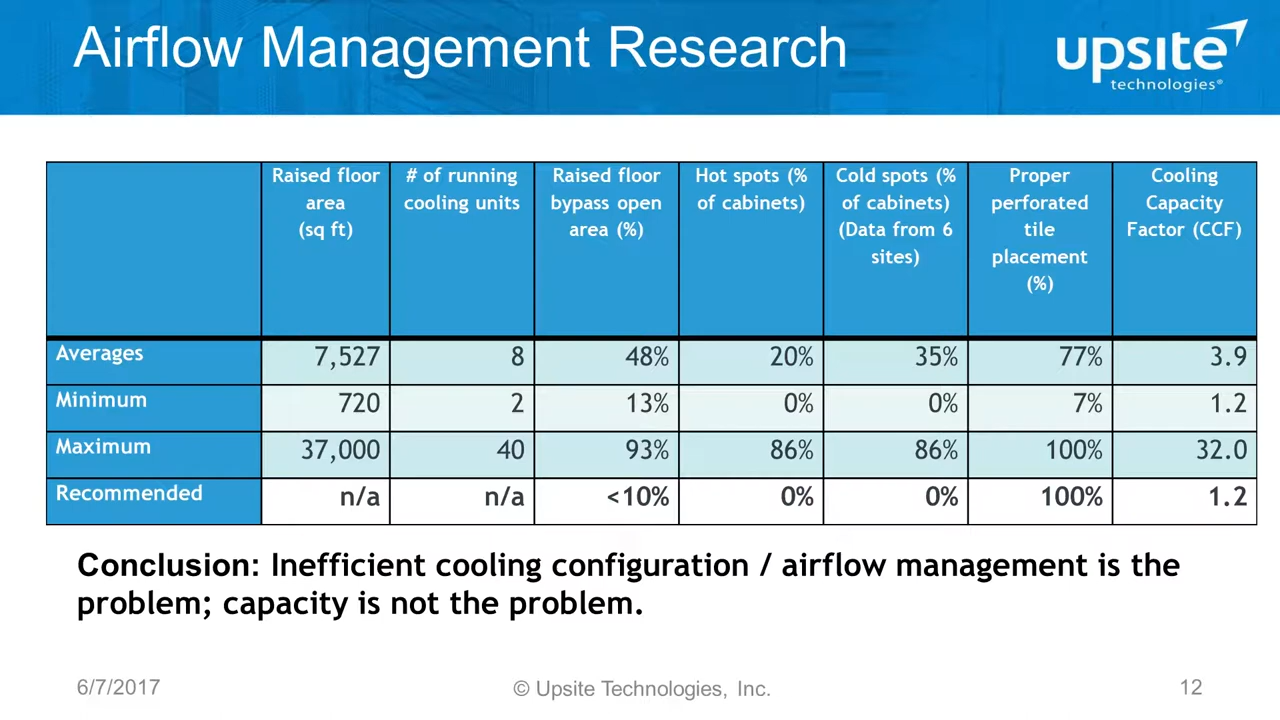 Airflow Management Research
upsite
technologies®
Raised floor area (sq ft) # of running cooling units Raised floor bypass open area (%) Hot spots (% of cabinets) Cold spots (% of cabinets) (Data from 6 sites) Proper perforated tile placement (%) Cooling Capacity Factor (CCF)
Averages 7,527 8 48% 20% 35% 77% 3.9
Minimum 720 2 13% 0% 0% 7% 1.2
Maximum 37,000 40 93% 86% 86% 100% 32.0
Recommended n/a n/a <10% 0% 0% 100% 1.2
Conclusion: Inefficient cooling configuration / airflow management is the
problem; capacity is not the problem.
6/7/2017 © Upsite Technologies, Inc. 12